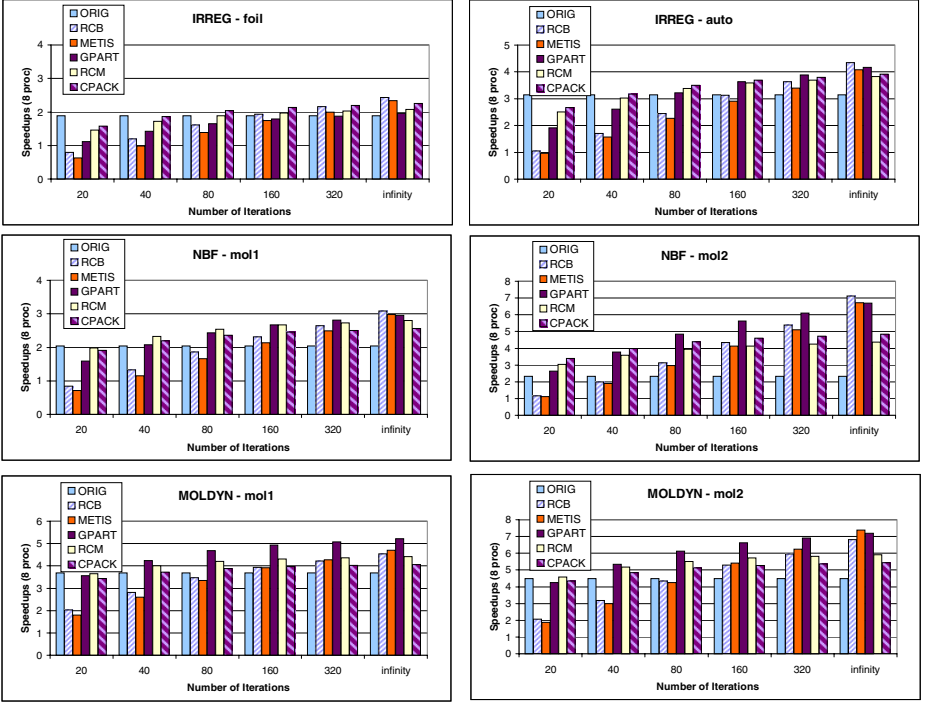 IRREG - foil
ORIG
RCB
METIS
GPART
RCM
CPACK
Speedups (8 proc)
4
3
2
1
0
20 40 80 160 320 infinity
Number of Iterations
IRREG - auto
ORIG
RCB
METIS
GPART
RCM
CPACK
Speedups (8 proc)
5
4
3
2
1
0
20 40 80 160 320 infinity
Number of Iterations
NBF - mol1
ORIG
RCB
METIS
GPART
RCM
CPACK
Speedups (8 proc)
4
3
2
1
0
20 40 80 160 320 infinity
Number of Iterations
NBF - mol2
ORIG
RCB
METIS
GPART
RCM
CPACK
Speedups (8 proc)
8
7
6
5
4
3
2
1
0
20 40 80 160 320 infinity
Number of Iterations
MOLDYN - mol1
ORIG
RCB
METIS
GPART
RCM
CPACK
Speedups (8 proc)
6
5
4
3
2
1
0
20 40 80 160 320 infinity
Number of Iterations
MOLDYN - mol2
ORIG
RCB
METIS
GPART
RCM
CPACK
Speedups (8 proc)
8
7
6
5
4
3
2
1
0
20 40 80 160 320 infinity
Number of Iterations